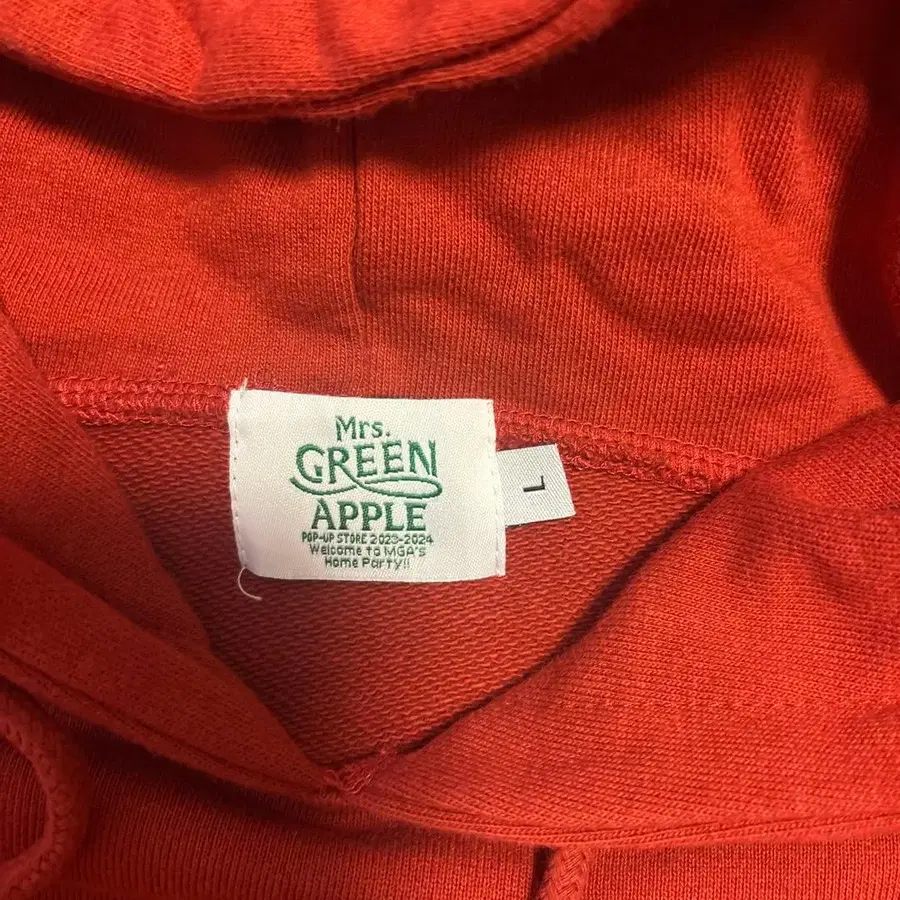 Mrs.
GREEN
APPLE
POP-UP STORE 2023-2024
Welcome to MGA's
Home Party!!
L